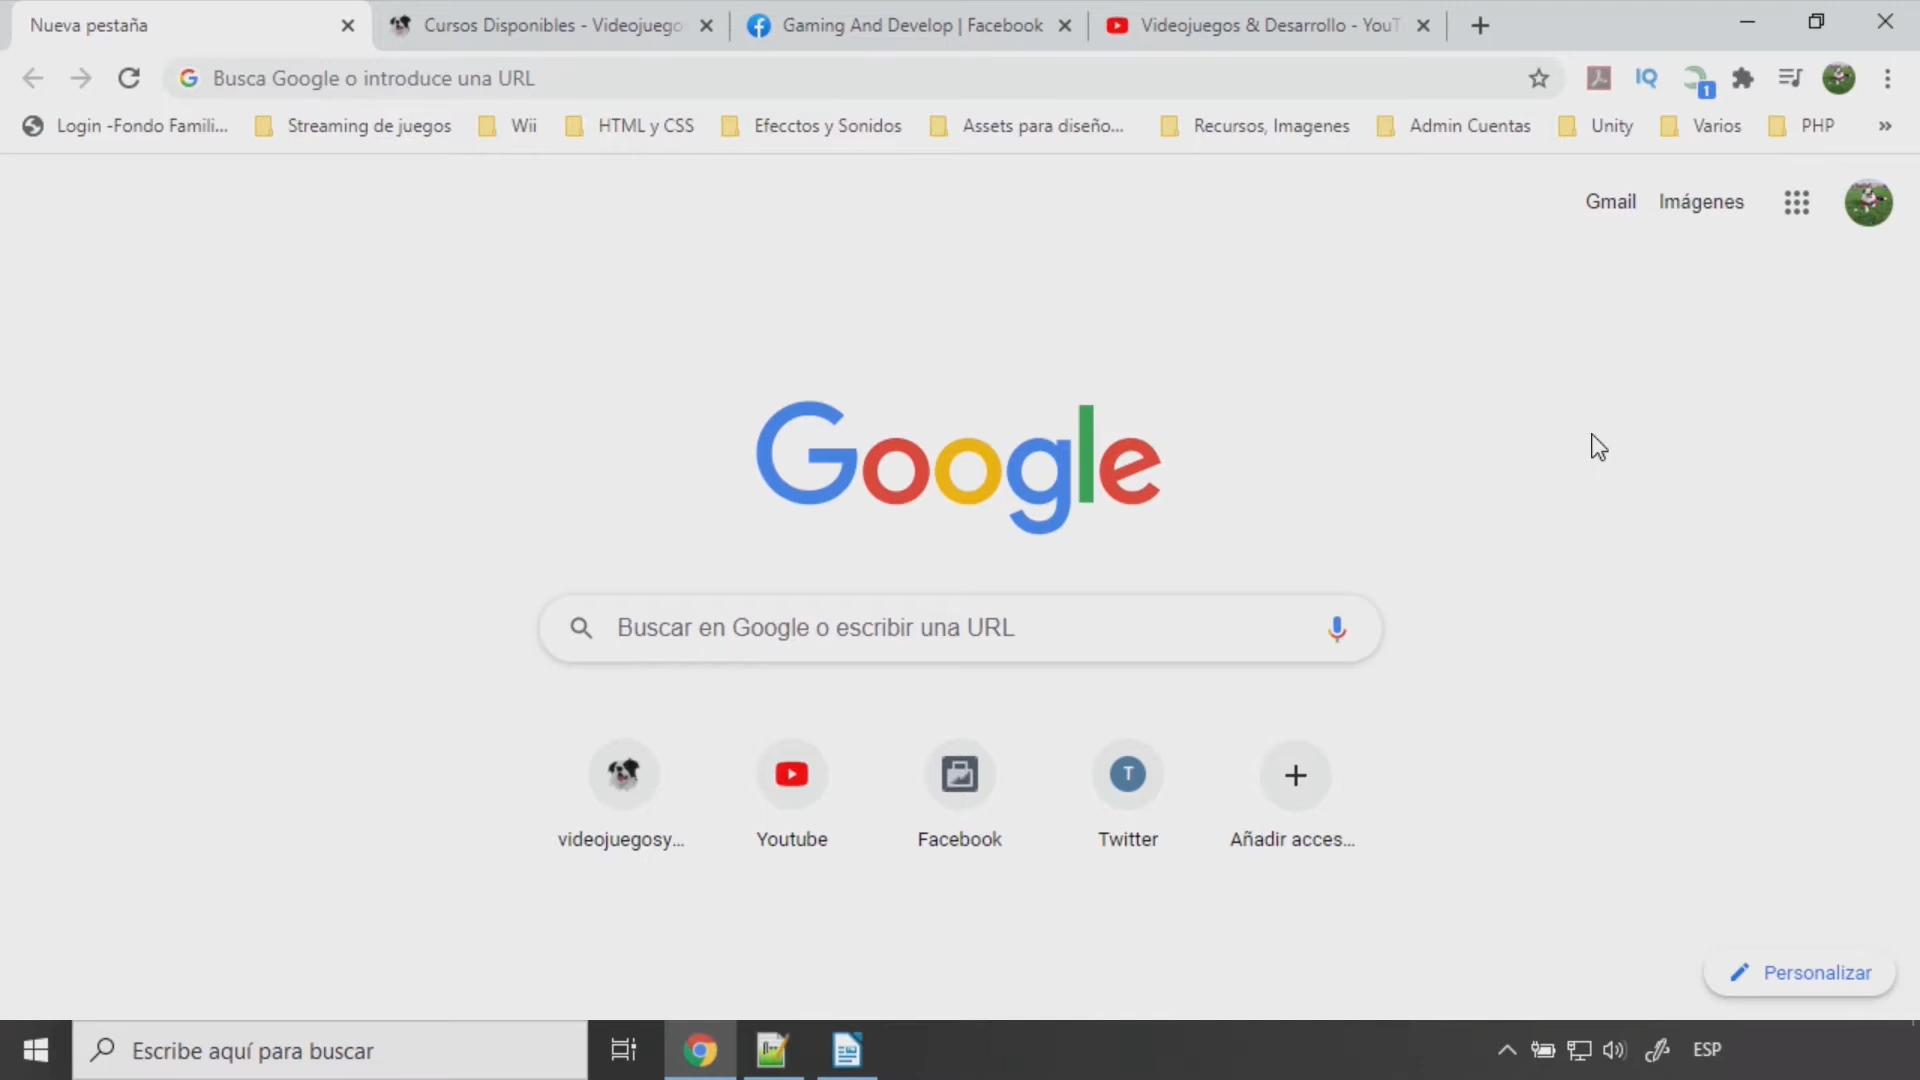 Nueva pestaña
Cursos Disponibles - Videojuego
Gaming And Develop | Facebook
Videojuegos & Desarrollo - YouT
Busca Google o introduce una URL
IQ
1
Login -Fondo Famili...
Streaming de juegos
Wii
HTML y CSS
Efecctos y Sonidos
Assets para diseño...
Recursos, Imagenes
Admin Cuentas
Unity
Varios
PHP
»
Gmail
Imágenes
Google
Buscar en Google o escribir una URL
T
videojuegosy...
Youtube
Facebook
Twitter
Añadir acces...
Personalizar
Escribe aquí para buscar
ESP